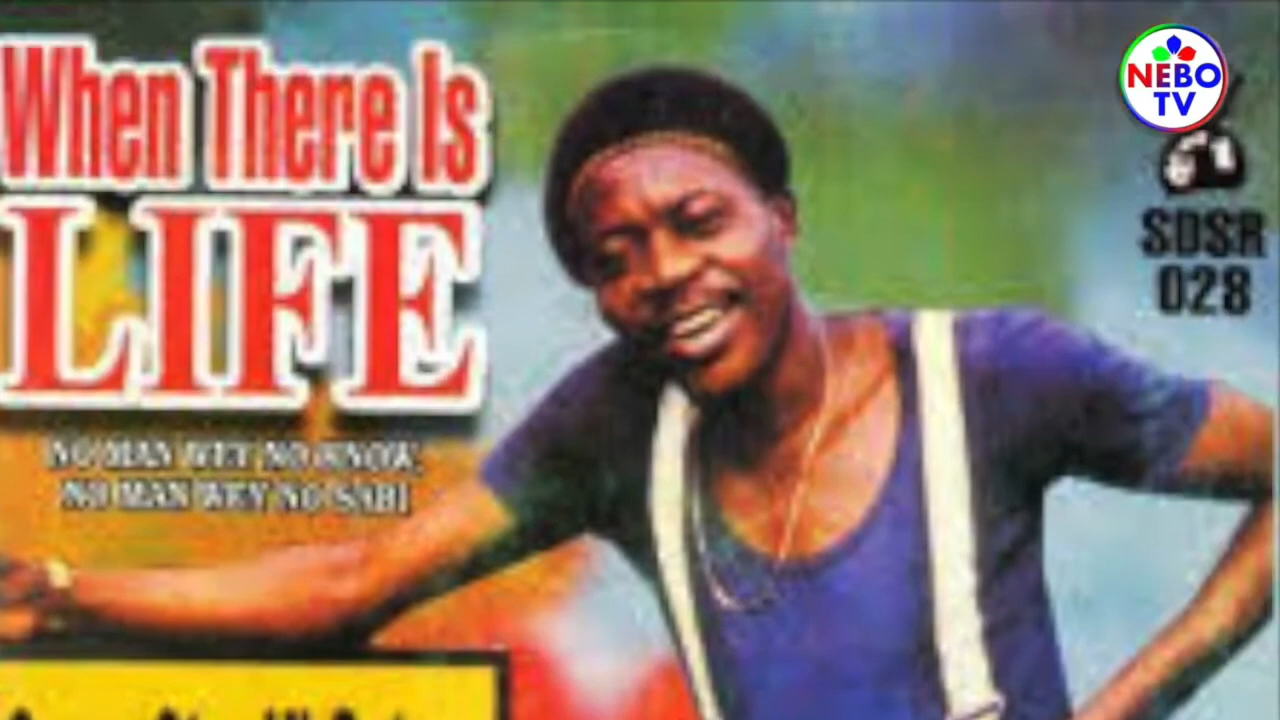 When There Is
LIFE
NO MAN WEY NO KNOW,
NO MAN WEY NO SABI
NEBO
TV
SDSR
028